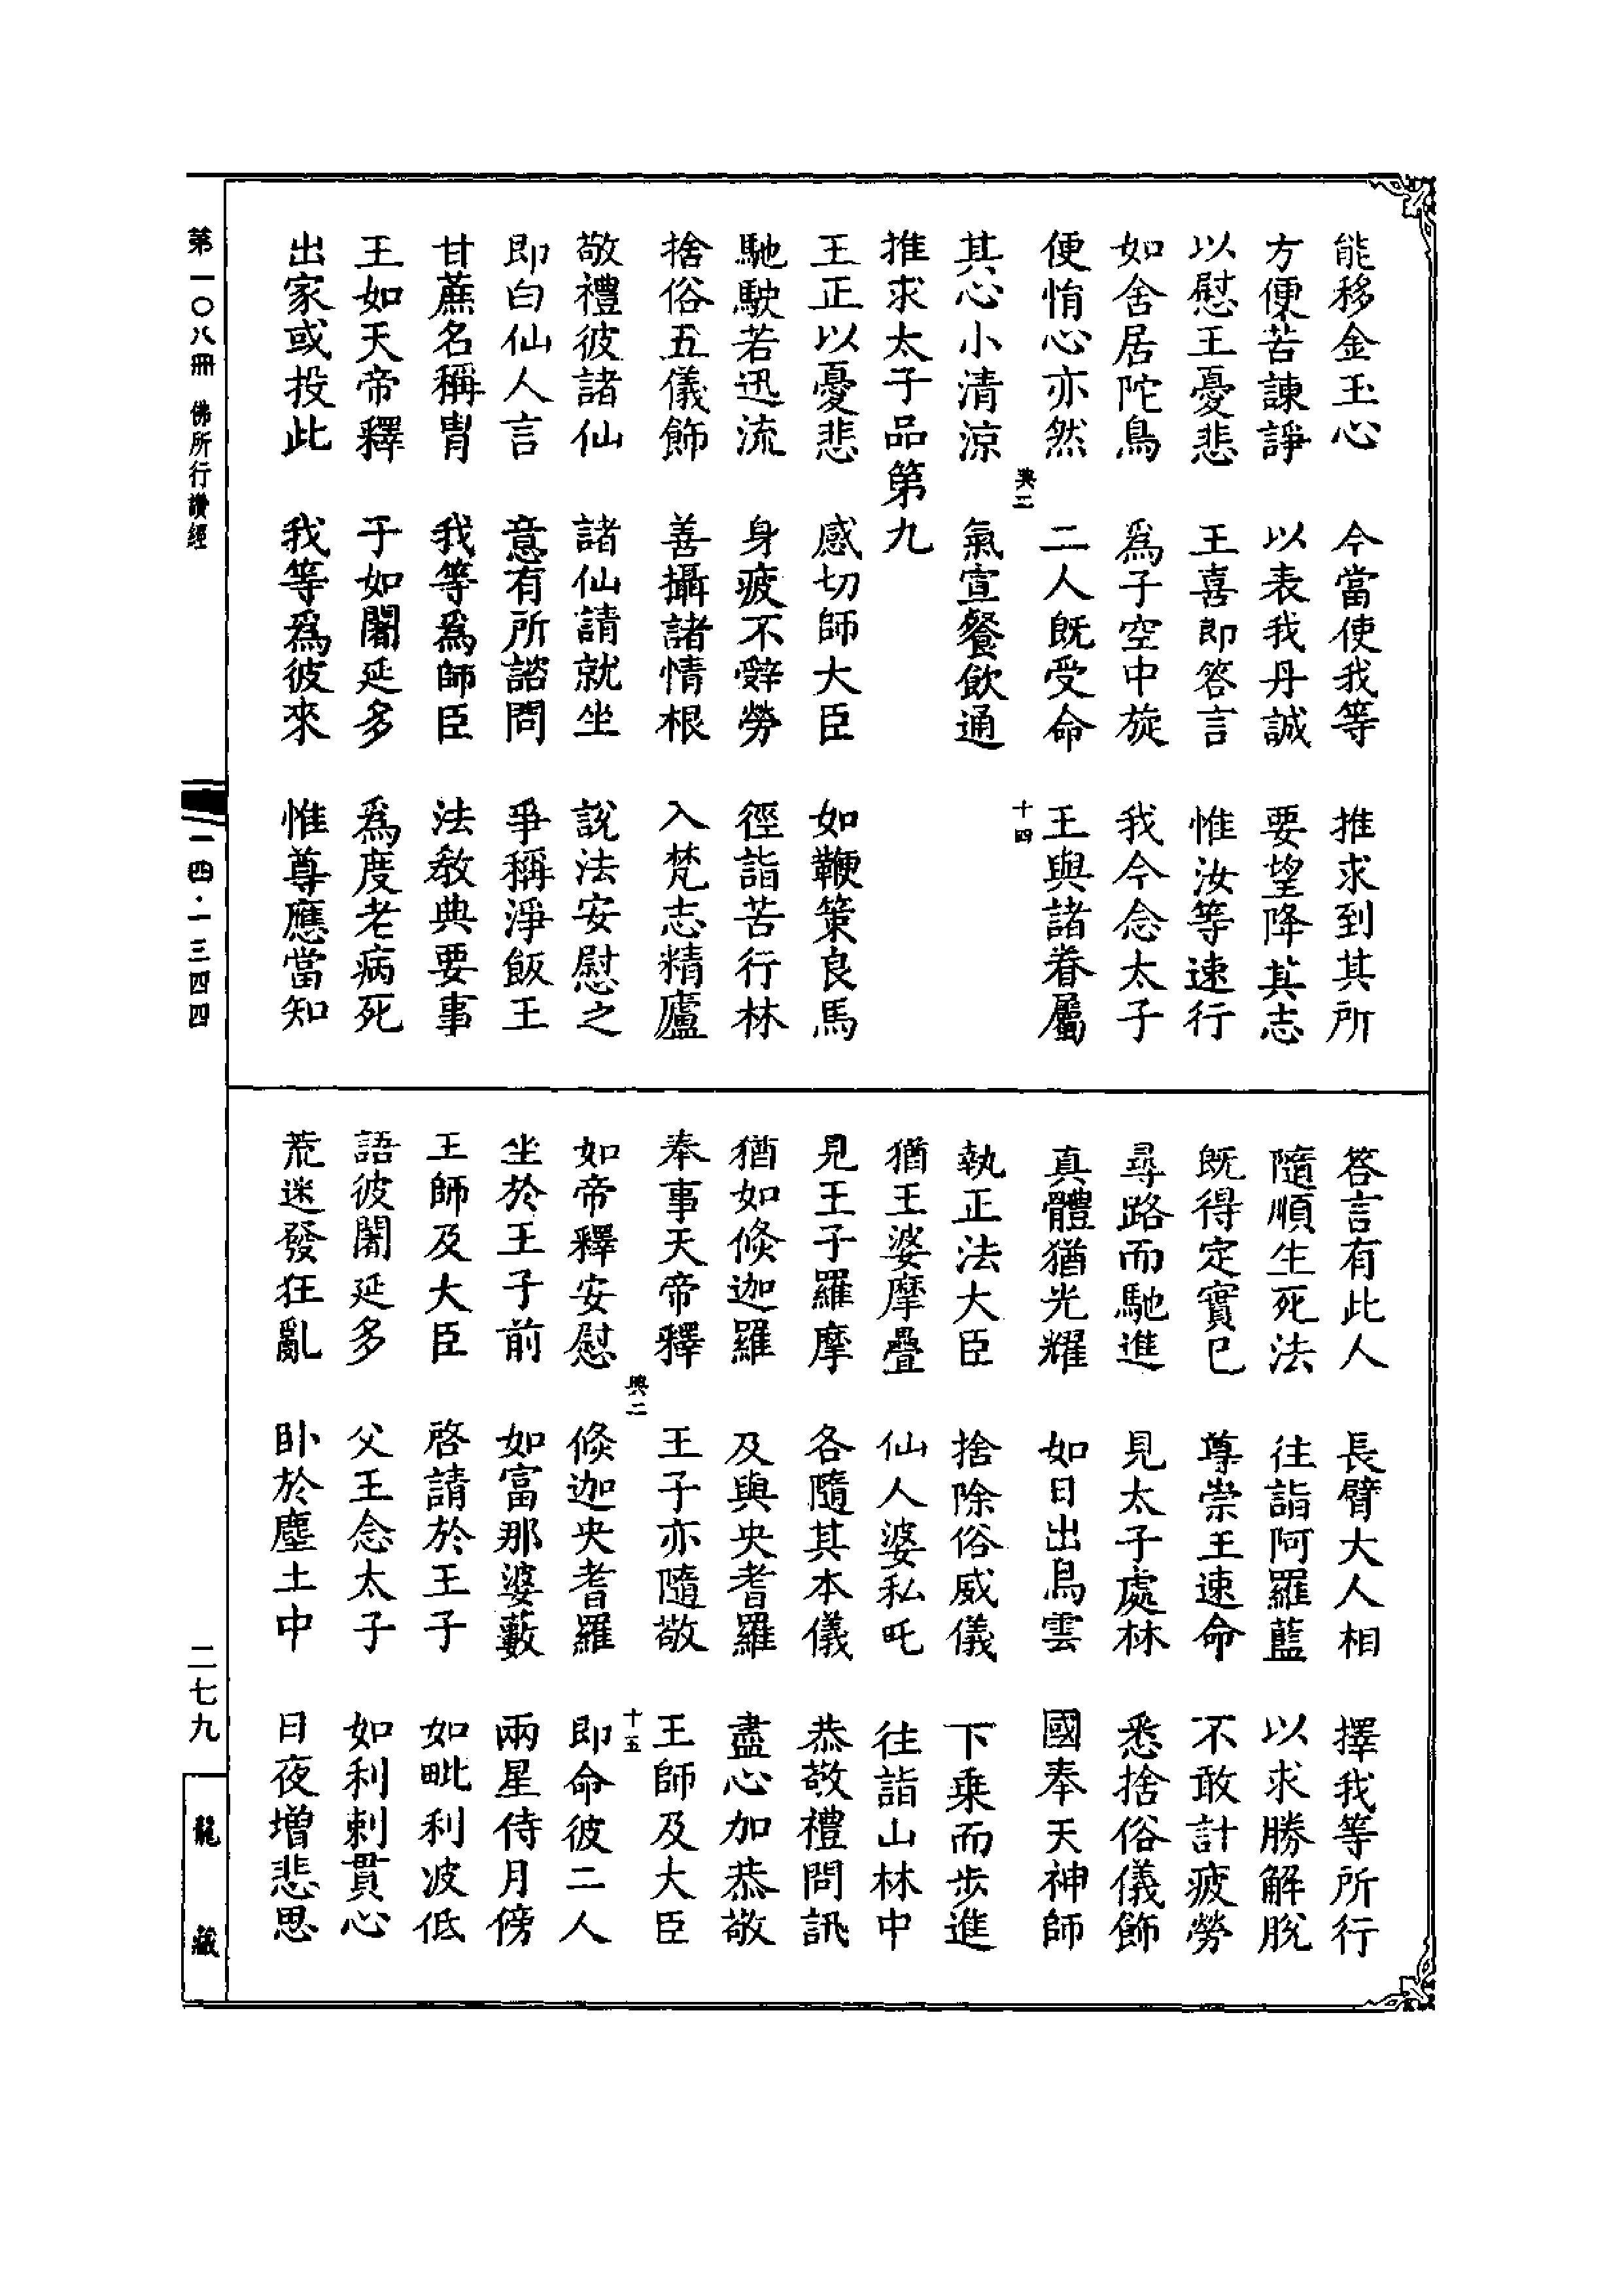 能移金玉心　今當使我等　推求到其所
方便苦諫諍　以表我丹誠　要望降其志
以慰王憂悲　王喜即答言　惟汝等速行
如舍居陀鳥　爲子空中旋　我今念太子
便悁心亦然　二人既受命　王與諸眷屬
興二　十四
其心小清涼　氣宣餐飲通
推求太子品第九
王正以憂悲　感切師大臣　如鞭策良馬
馳駛若迅流　身疲不辭勞　徑詣苦行林
捨俗五儀飾　善攝諸情根　入梵志精廬
敬禮彼諸仙　諸仙請就坐　說法安慰之
即白仙人言　意有所諮問　爭稱淨飯王
甘蔗名稱胄　我等爲師臣　法教典要事
王如天帝釋　子如闍延多　爲度老病死
出家或投此　我等爲彼來　惟尊應當知
答言有此人　長臂大人相　擇我等所行
隨順生死法　往詣阿羅藍　以求勝解脫
既得定實已　尊崇王速命　不敢計疲勞
尋路而馳進　見太子處林　悉捨俗儀飾
真體猶光耀　如日出烏雲　國奉天神師
執正法大臣　捨除俗威儀　下乘而步進
猶王婆摩疊　仙人婆私吒　往詣山林中
見王子羅摩　各隨其本儀　恭敬禮問訊
猶如倏迦羅　及與央耆羅　盡心加恭敬
奉事天帝釋　王子亦隨敬　王師及大臣
興二　十五
如帝釋安慰　倏迦央耆羅　即命彼二人
坐於王子前　如富那婆藪　兩星侍月傍
王師及大臣　啓請於王子　如毗利波低
語彼闍延多　父王念太子　如利刺貫心
荒迷發狂亂　卧於塵土中　日夜增悲思
第一〇八冊　佛所行讚經
一四·一三四四
二七九
龍藏